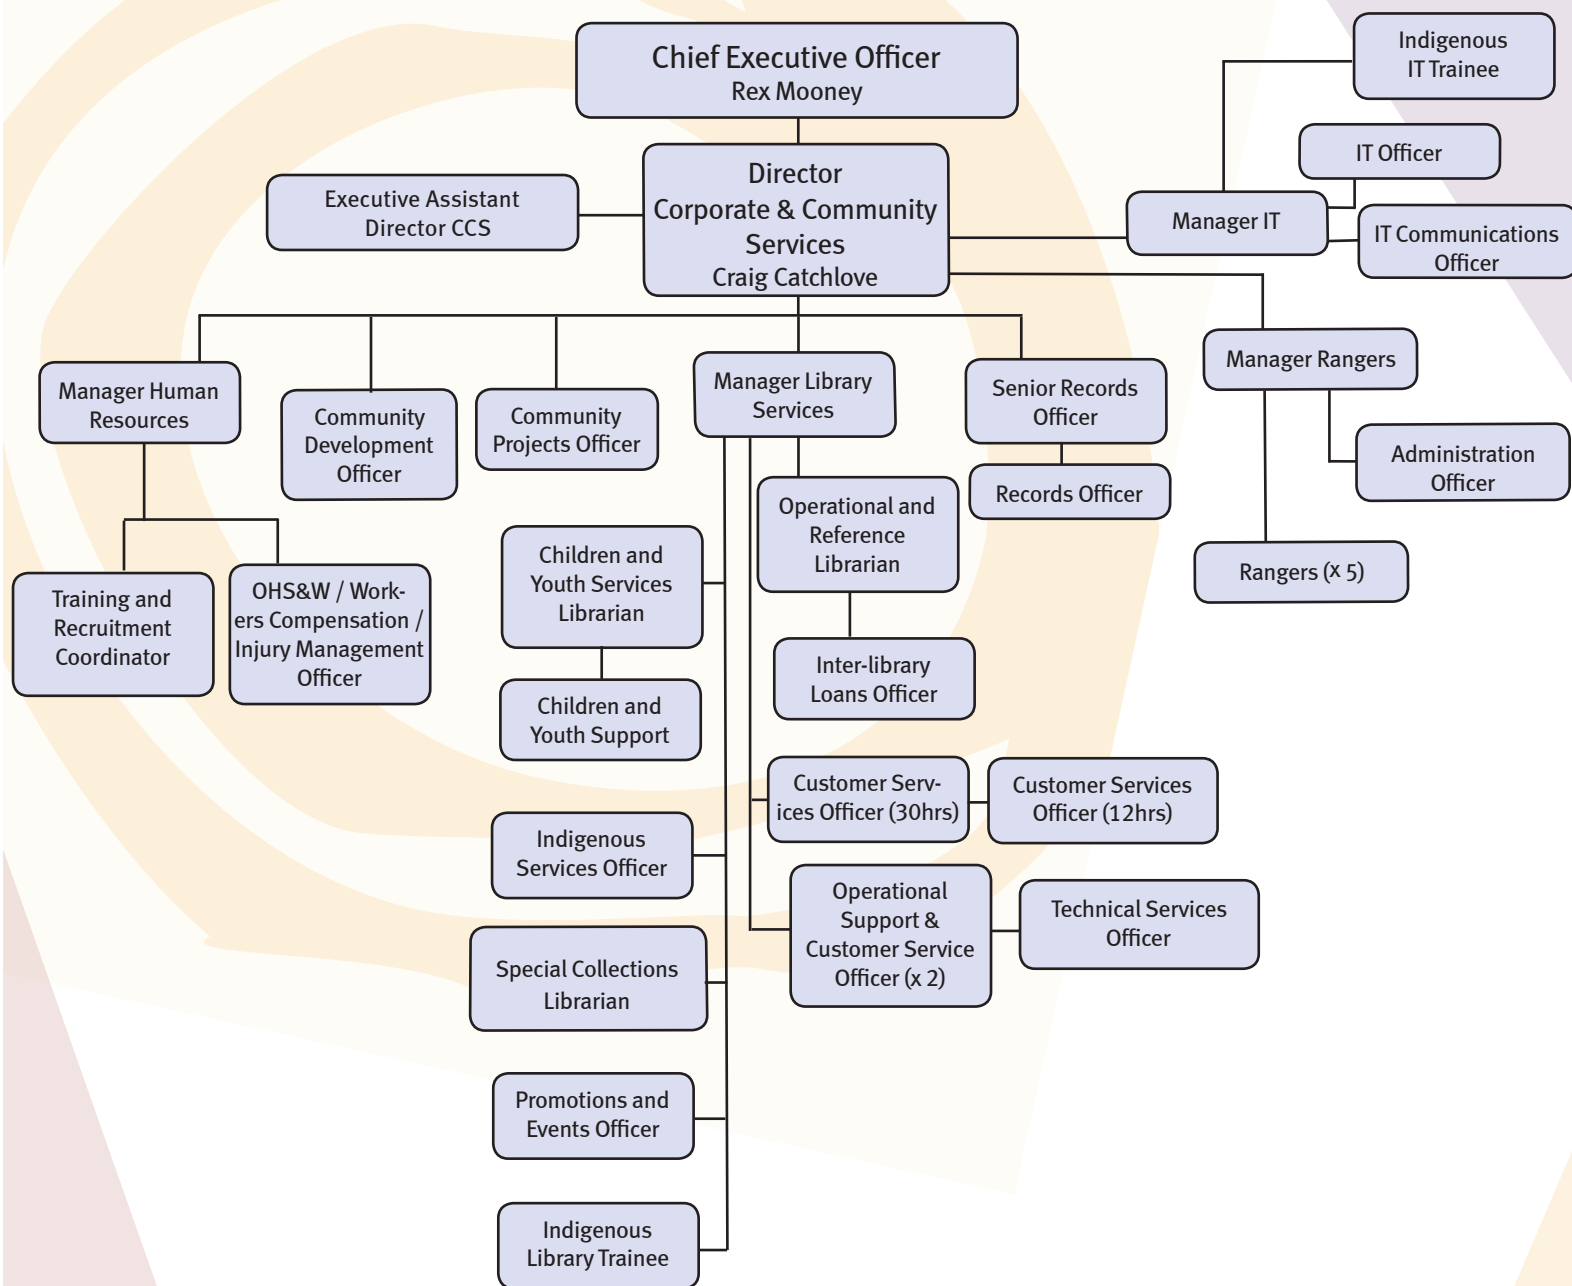 Chief Executive Officer
Rex Mooney
Indigenous
IT Trainee
IT Officer
Director
Corporate & Community
Services
Craig Catchlove
Executive Assistant
Director CCS
Manager IT
IT Communications
Officer
Manager Human
Resources
Community
Development
Officer
Community
Projects Officer
Manager Library
Services
Senior Records
Officer
Manager Rangers
Records Officer
Administration
Officer
Operational and
Reference
Librarian
Rangers (x 5)
Children and
Youth Services
Librarian
Training and
Recruitment
Coordinator
OHS&W / Work-
ers Compensation /
Injury Management
Officer
Inter-library
Loans Officer
Children and
Youth Support
Customer Serv-
ices Officer (30hrs)
Customer Services
Officer (12hrs)
Indigenous
Services Officer
Operational
Support &
Customer Service
Officer (x 2)
Technical Services
Officer
Special Collections
Librarian
Promotions and
Events Officer
Indigenous
Library Trainee